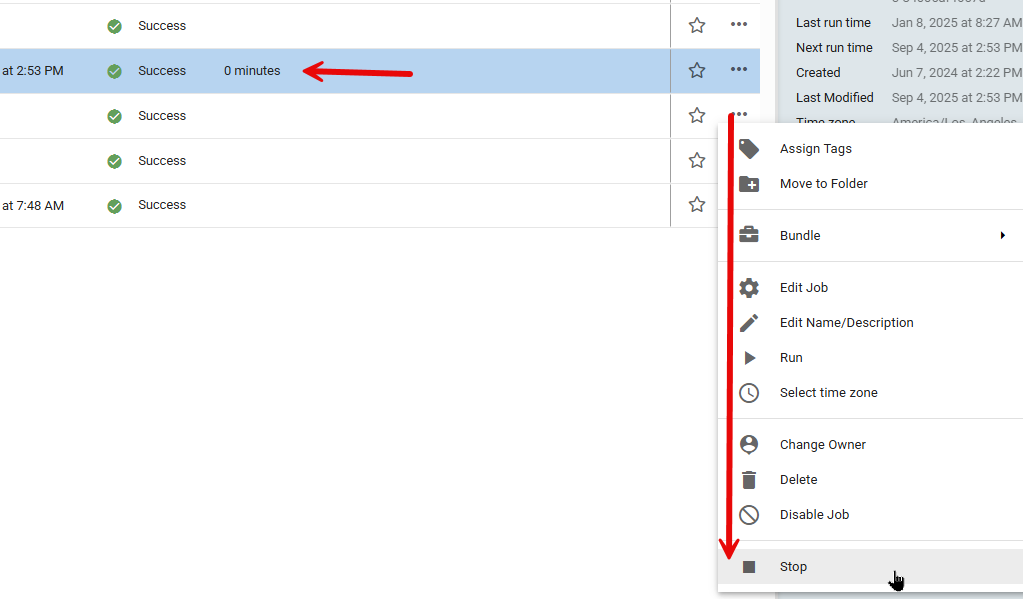 Success
at 2:53 PM Success 0 minutes
Success
Success
at 7:48 AM Success
Last run time Jan 8, 2025 at 8:27 AM
Next run time Sep 4, 2025 at 2:53 PM
Created Jun 7, 2024 at 2:22 PM
Last Modified Sep 4, 2025 at 2:53 PM
Time zone America/Los_Angeles
Assign Tags
Move to Folder
Bundle
Edit Job
Edit Name/Description
Run
Select time zone
Change Owner
Delete
Disable Job
Stop